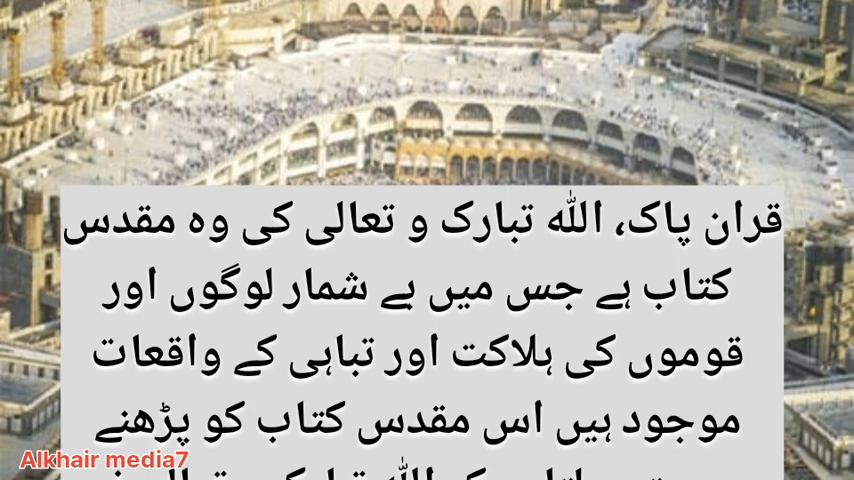 قران پاک، اللّٰہ تبارک و تعالی کی وہ مقدس
کتاب ہے جس میں بے شمار لوگوں اور
قوموں کی ہلاکت اور تباہی کے واقعات
موجود ہیں اس مقدس کتاب کو پڑھنے
Alkhair media7